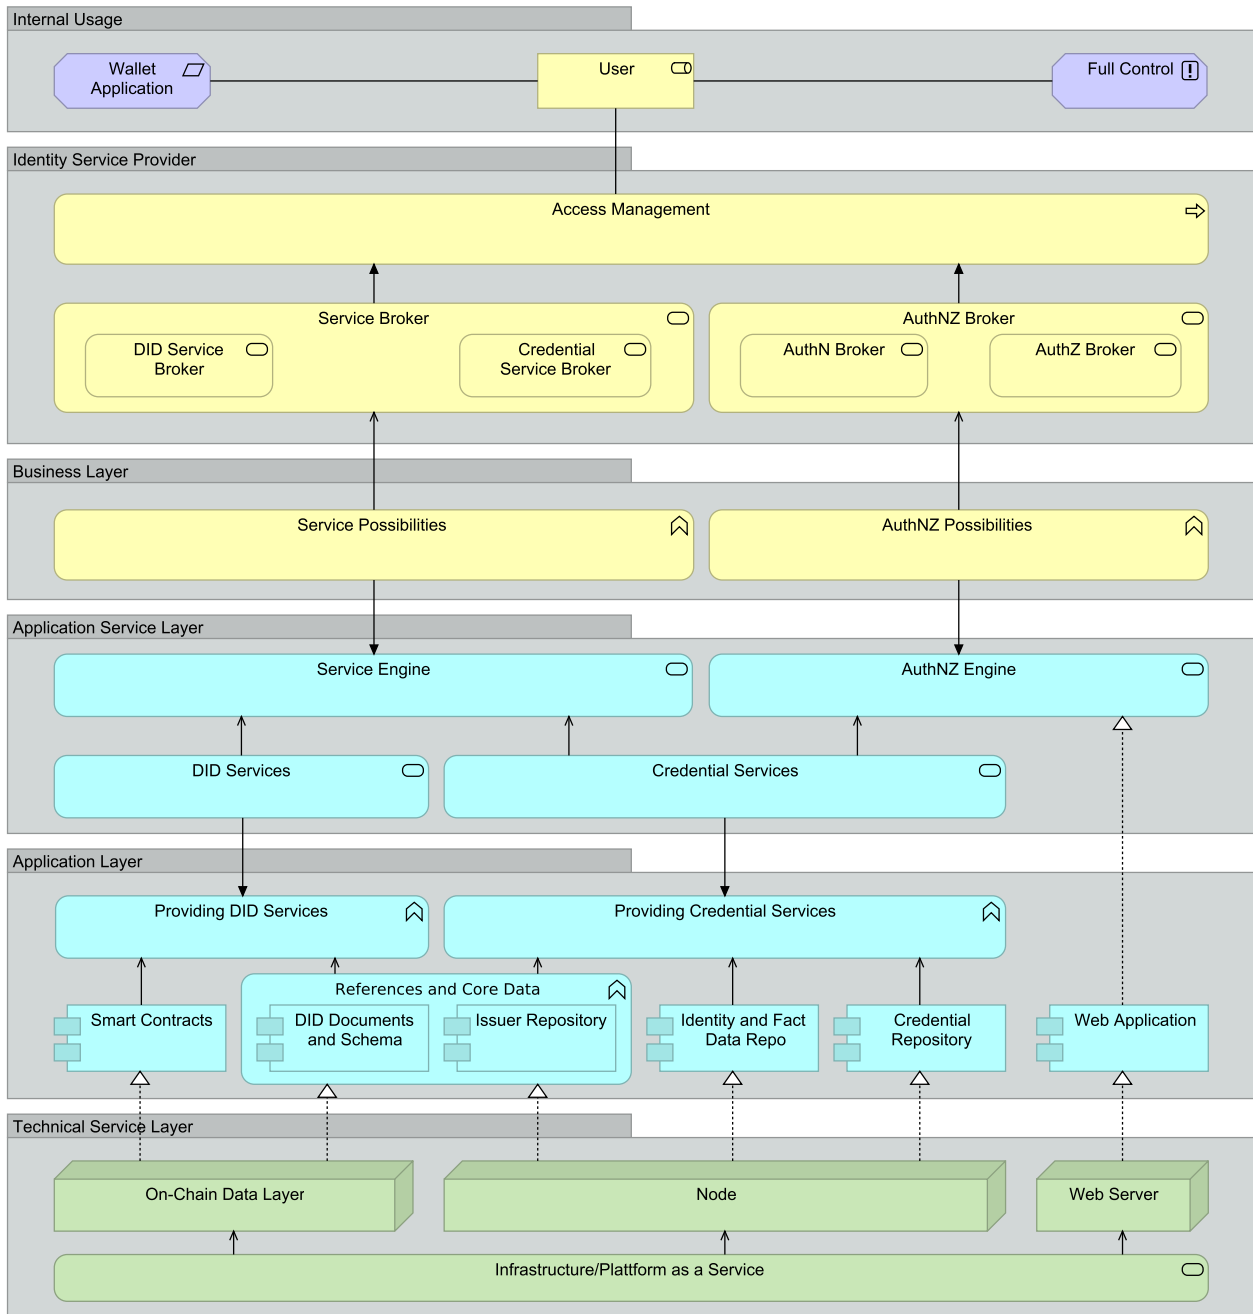 Internal Usage
Wallet
Application
User
Full Control
Identity Service Provider
Access Management
Service Broker
DID Service
Broker
Credential
Service Broker
AuthNZ Broker
AuthN Broker
AuthZ Broker
Business Layer
Service Possibilities
AuthNZ Possibilities
Application Service Layer
Service Engine
AuthNZ Engine
DID Services
Credential Services
Application Layer
Providing DID Services
Providing Credential Services
References and Core Data
Smart Contracts
DID Documents
and Schema
Issuer Repository
Identity and Fact
Data Repo
Credential
Repository
Web Application
Technical Service Layer
On-Chain Data Layer
Node
Web Server
Infrastructure/Plattform as a Service